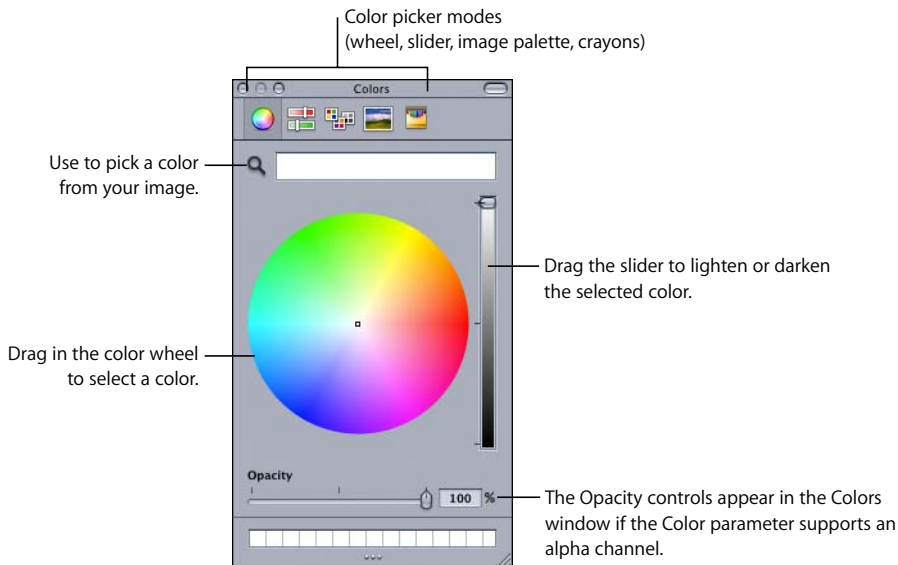 Color picker modes
(wheel, slider, image palette, crayons)
Colors
Use to pick a color
from your image.
Drag the slider to lighten or darken
the selected color.
Drag in the color wheel
to select a color.
Opacity
100 %
The Opacity controls appear in the Colors
window if the Color parameter supports an
alpha channel.